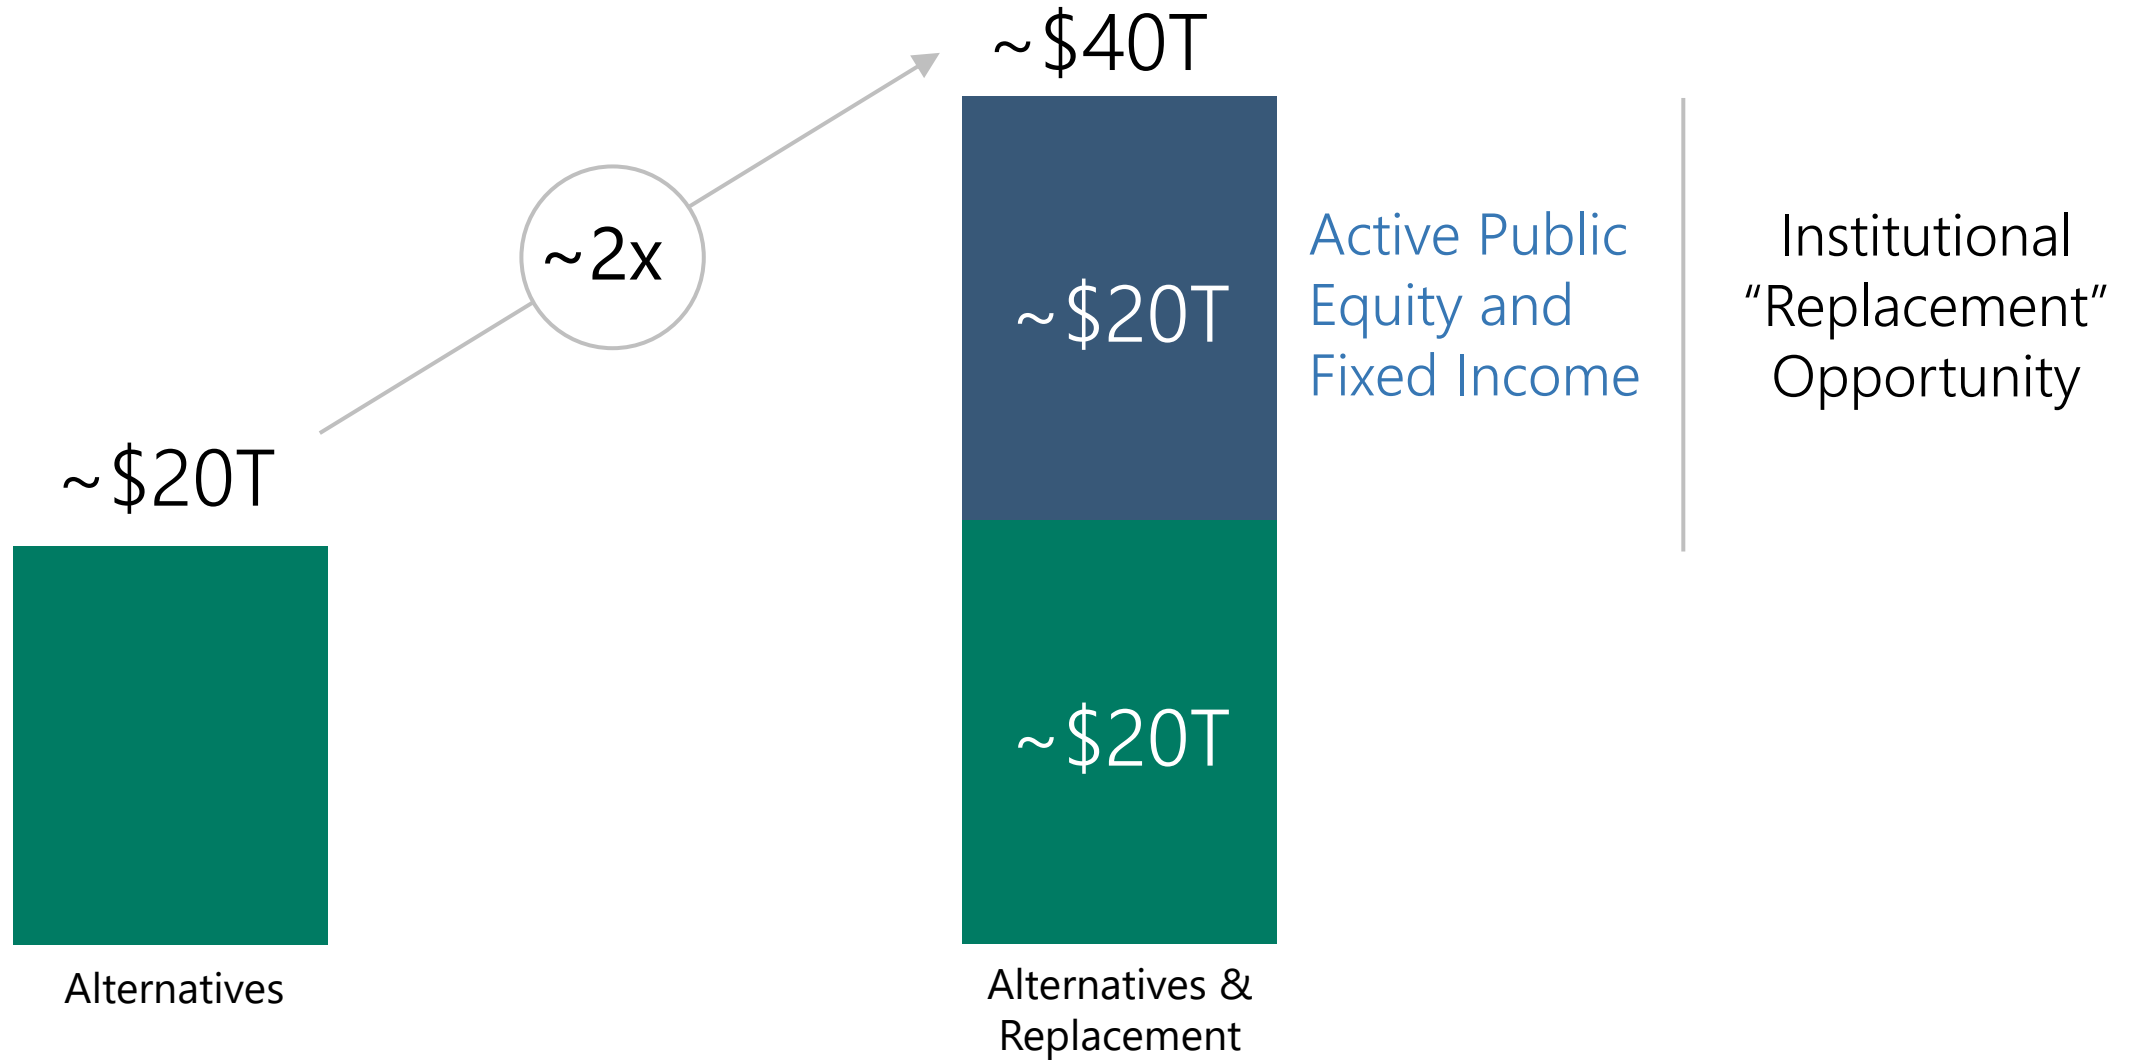 ~$40T
~2x
~$20T
~$20T
Active Public
Equity and
Fixed Income
Institutional
“Replacement”
Opportunity
~$20T
Alternatives
Alternatives &
Replacement